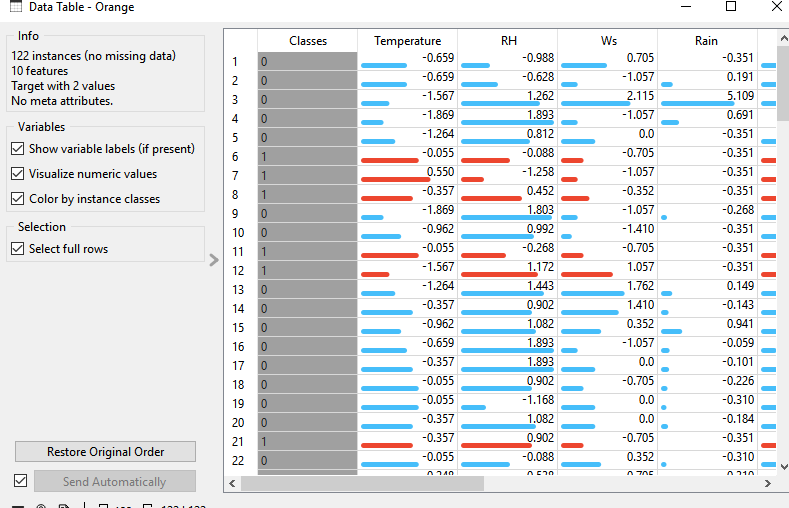 Data Table - Orange
Info
122 instances (no missing data)
10 features
Target with 2 values
No meta attributes.
Variables
Show variable labels (if present)
Visualize numeric values
Color by instance classes
Selection
Select full rows
Restore Original Order
Send Automatically
Classes Temperature RH Ws Rain
1 0 -0.659 -0.988 0.705 -0.351
2 0 -0.659 -0.628 -1.057 0.191
3 0 -1.567 1.262 2.115 5.109
4 0 -1.869 1.893 -1.057 0.691
5 0 -1.264 0.812 0.0 -0.351
6 1 -0.055 -0.088 -0.705 -0.351
7 1 0.550 -1.258 -1.057 -0.351
8 1 -0.357 0.452 -0.352 -0.351
9 0 -1.869 1.803 -1.057 -0.268
10 0 -0.962 0.992 -1.410 -0.351
11 1 -0.055 -0.268 -0.705 -0.351
12 1 -1.567 1.172 1.057 -0.351
13 0 -1.264 1.443 1.762 0.149
14 0 -0.357 0.902 1.410 -0.143
15 0 -0.962 1.082 0.352 0.941
16 0 -0.659 1.893 -1.057 -0.059
17 0 -0.357 1.893 0.0 -0.101
18 0 -0.055 0.902 -0.705 -0.226
19 0 -0.055 -1.168 0.0 -0.310
20 0 -0.357 1.082 0.0 -0.184
21 1 -0.357 0.902 -0.705 -0.351
22 0 -0.055 -0.088 0.352 -0.310